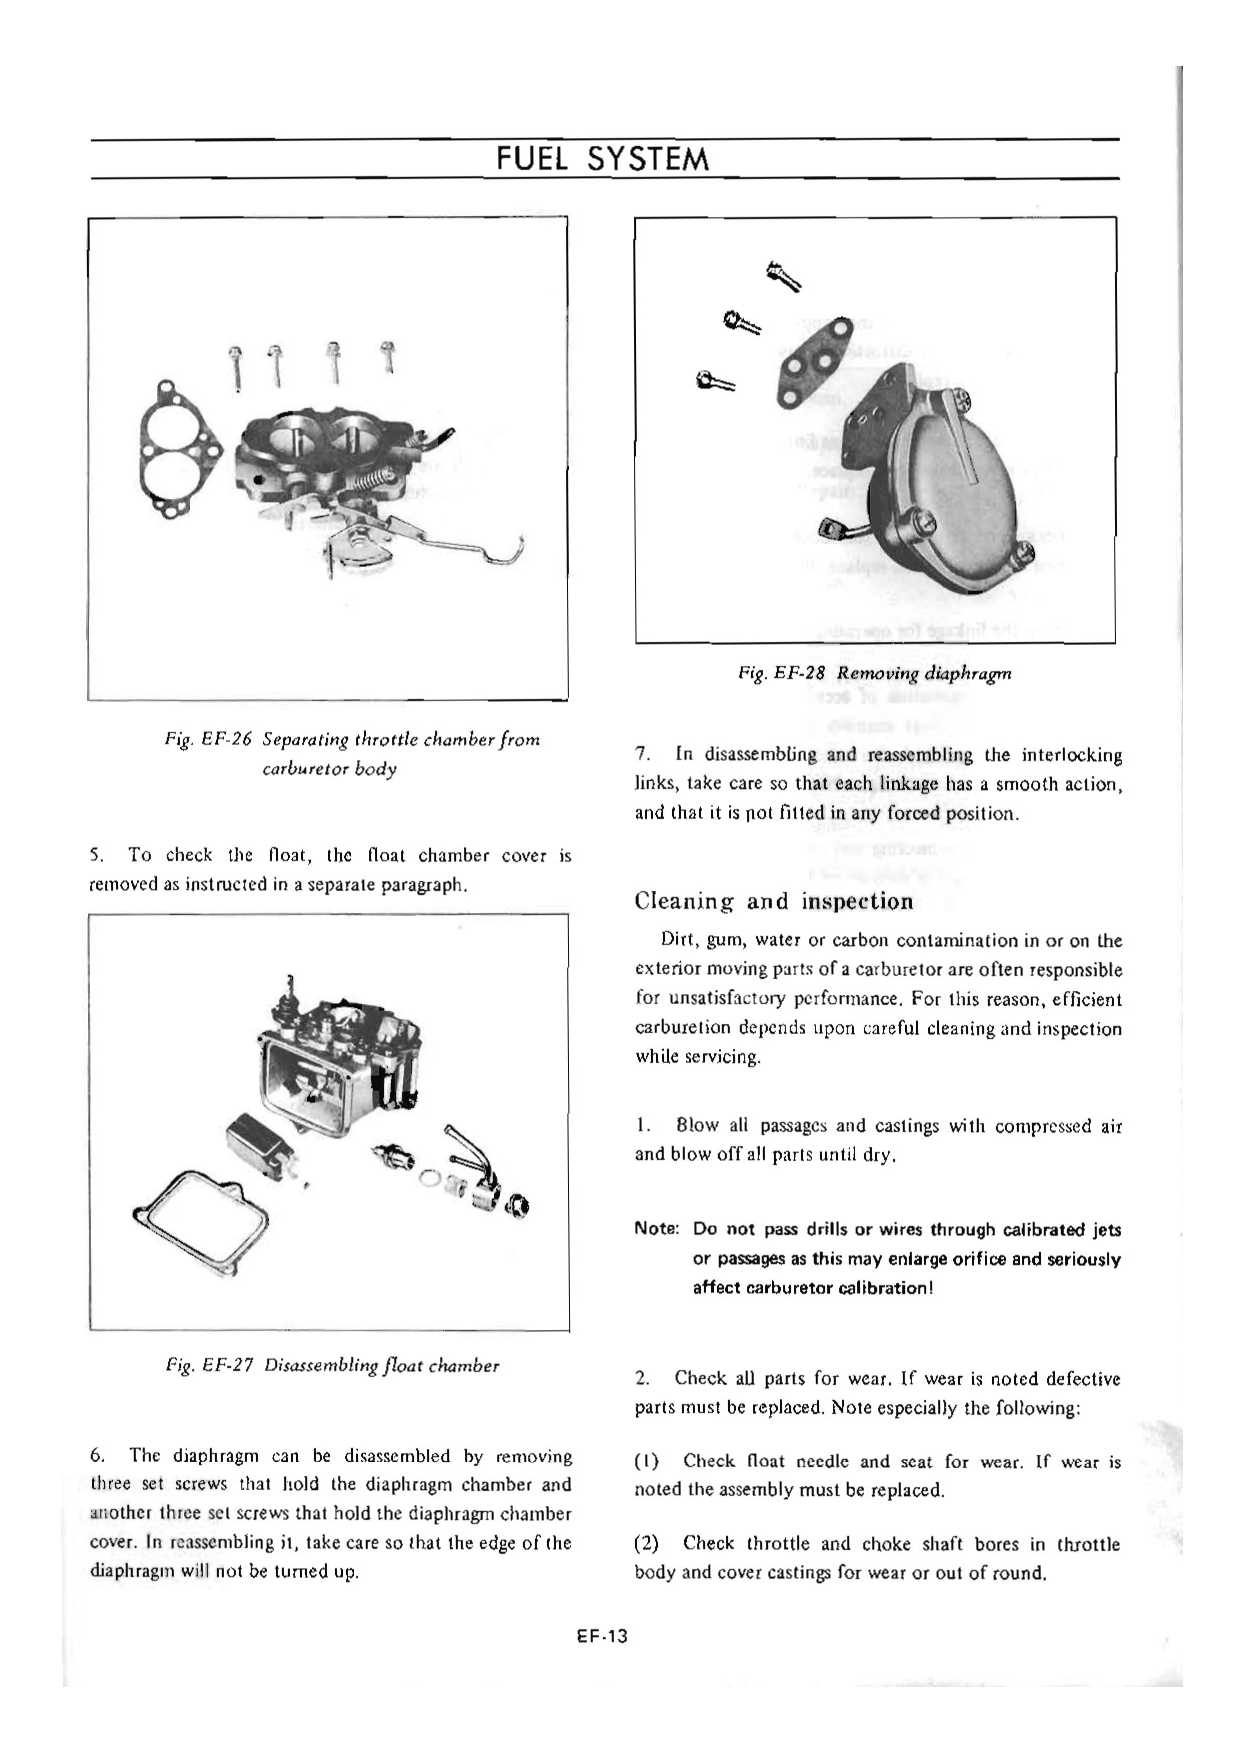 FUEL SYSTEM
Fig. EF-26 Separating throttle chamber from
carburetor body
5. To check the float, the float chamber cover is
removed as instructed in a separate paragraph.
Fig. EF-27 Disassembling float chamber
6. The diaphragm can be disassembled by removing
three set screws that hold the diaphragm chamber and
another three set screws that hold the diaphragm chamber
cover. In reassembling it, take care so that the edge of the
diaphragm will not be turned up.
Fig. EF-28 Removing diaphragm
7. In disassembling and reassembling the interlocking
links, take care so that each linkage has a smooth action,
and that it is not fitted in any forced position.
Cleaning and inspection
Dirt, gum, water or carbon contamination in or on the
exterior moving parts of a carburetor are often responsible
for unsatisfactory performance. For this reason, efficient
carburetion depends upon careful cleaning and inspection
while servicing.
1. Blow all passages and castings with compressed air
and blow off all parts until dry.
Note: Do not pass drills or wires through calibrated jets
or passages as this may enlarge orifice and seriously
affect carburetor calibration!
2. Check all parts for wear. If wear is noted defective
parts must be replaced. Note especially the following:
(1) Check float needle and seat for wear. If wear is
noted the assembly must be replaced.
(2) Check throttle and choke shaft bores in throttle
body and cover castings for wear or out of round.
EF-13